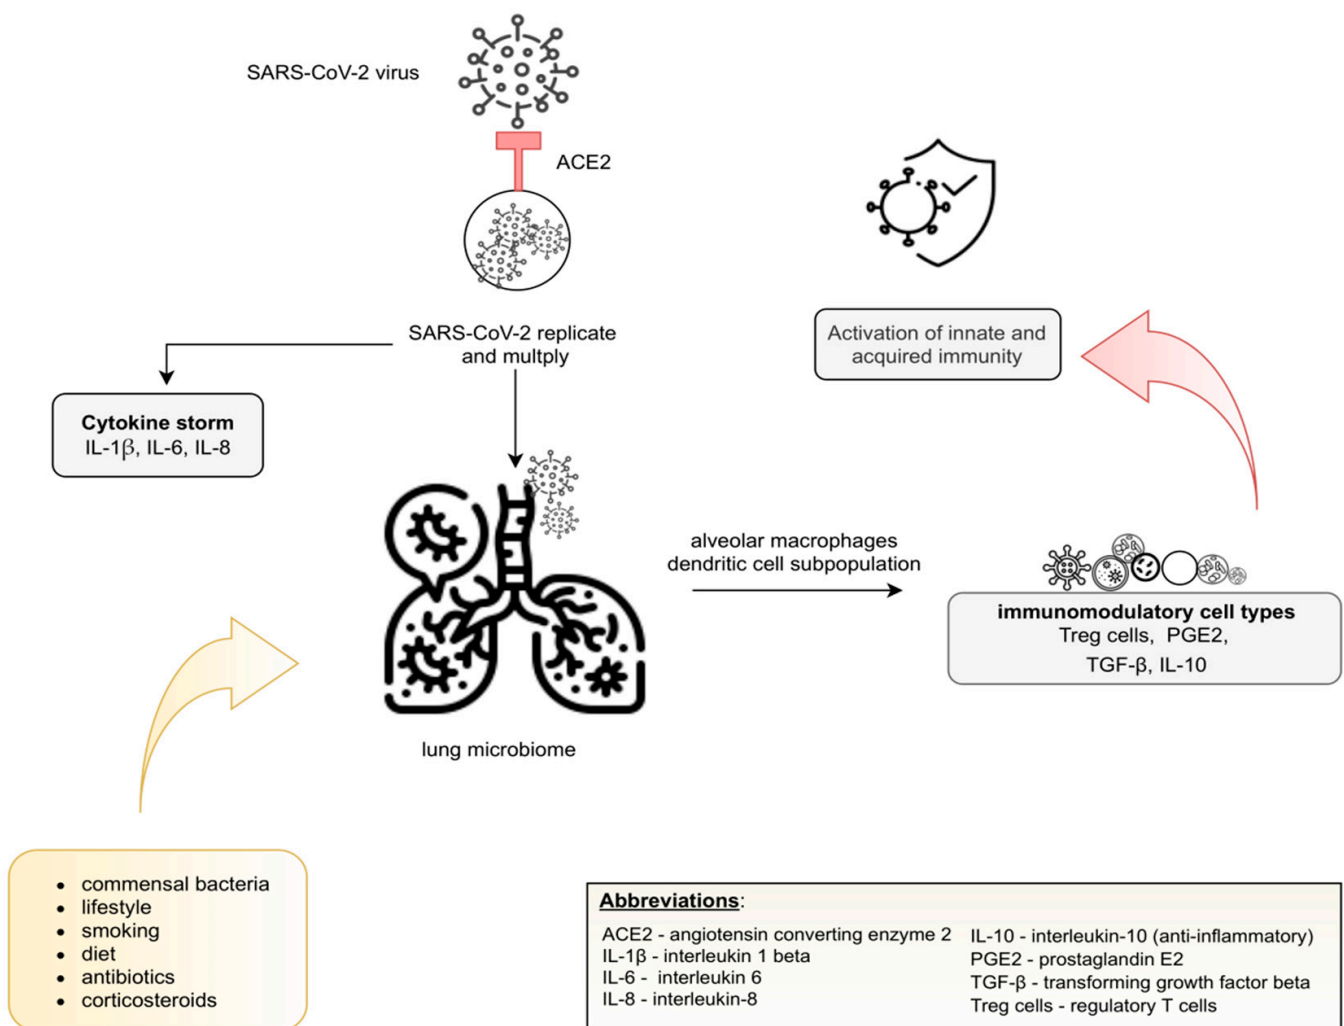 SARS-CoV-2 virus
ACE2
SARS-CoV-2 replicate
and multply
Cytokine storm
IL-1β, IL-6, IL-8
Activation of innate and
acquired immunity
alveolar macrophages
dendritic cell subpopulation
immunomodulatory cell types
Treg cells, PGE2,
TGF-β, IL-10
lung microbiome
• commensal bacteria
• lifestyle
• smoking
• diet
• antibiotics
• corticosteroids
Abbreviations:
ACE2 - angiotensin converting enzyme 2
IL-1β - interleukin 1 beta
IL-6 - interleukin 6
IL-8 - interleukin-8
IL-10 - interleukin-10 (anti-inflammatory)
PGE2 - prostaglandin E2
TGF-β - transforming growth factor beta
Treg cells - regulatory T cells